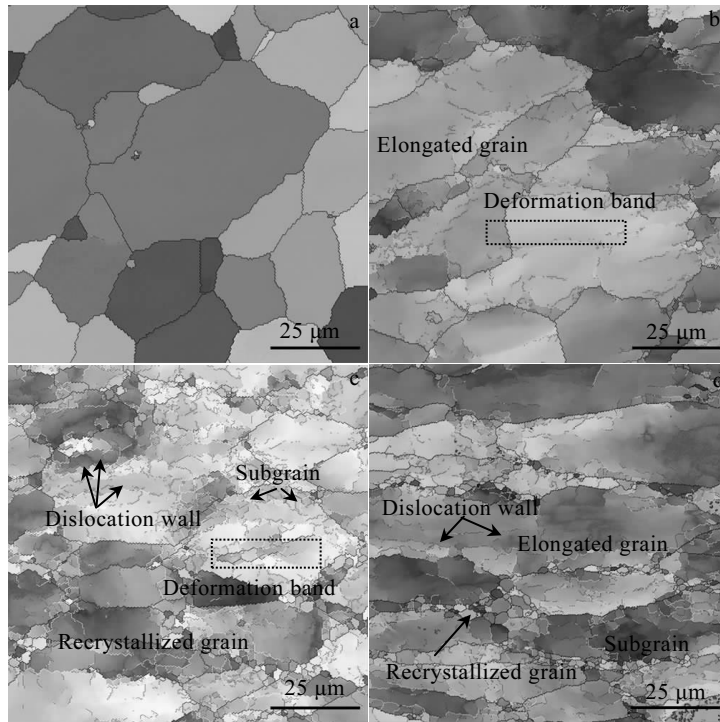 a
25 μm
b
Elongated grain
Deformation band
25 μm
c
Subgrain
Dislocation wall
Deformation band
Recrystallized grain
25 μm
d
Dislocation wall
Elongated grain
Subgrain
Recrystallized grain
25 μm